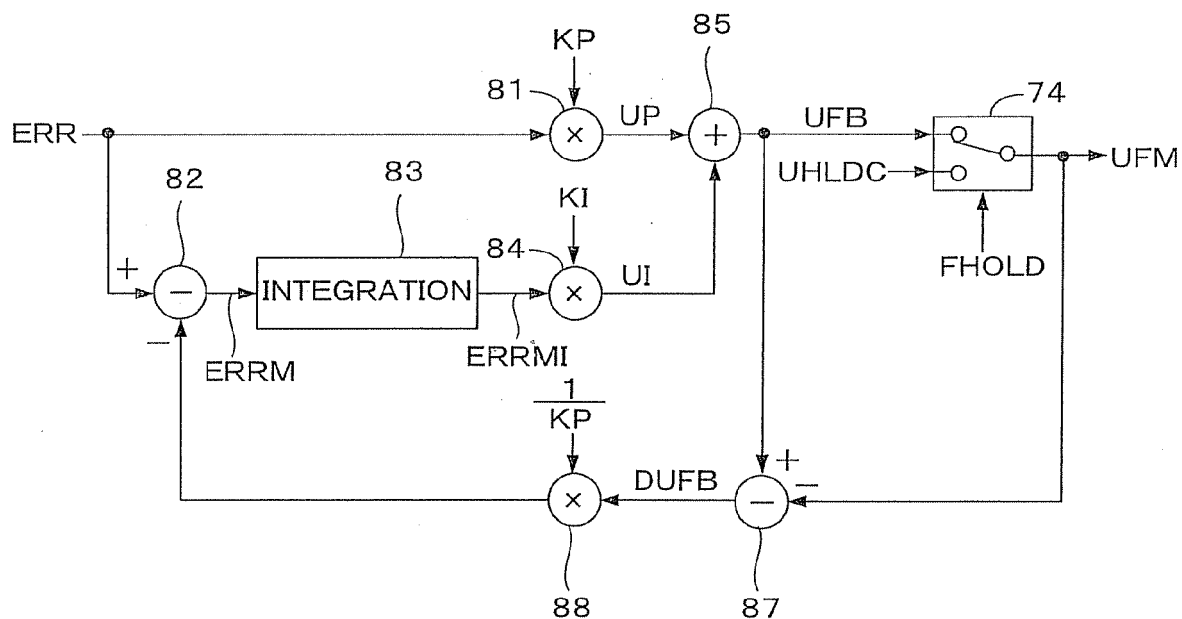 85
KP
74
81
UP
UFB
ERR
×
+
UFM
UHLDC
82
83
KI
84
FHOLD
+
INTEGRATION
UI
−
×
−
ERRM
ERRMI
1
KP
+
−
DUFB
×
−
88
87